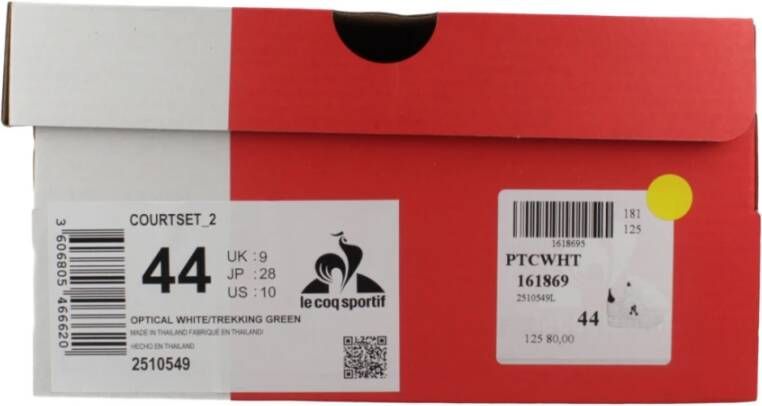 COURTSET_2
3 606805 466620
44
UK : 9
JP : 28
US : 10
le coq sportif
OPTICAL WHITE/TREKKING GREEN
MADE IN THAILAND FABRIQUE EN THAILAND/
HECHO EN THAILAND
2510549
181
125
1618695
PTCWHT
161869
2510549L
44
125 80,00